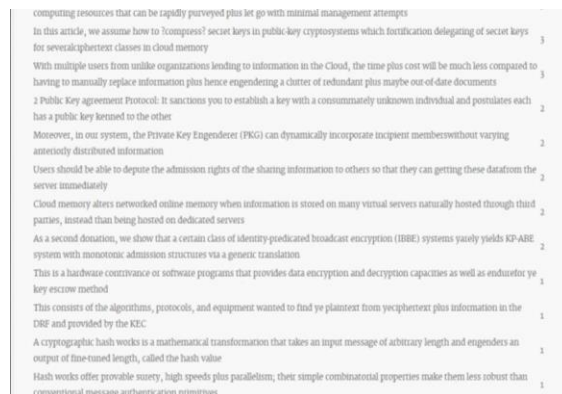 computing resources that can be rapidly purveyed plus let go with minimal management attempts
In this article, we assume how to ?compress? secret keys in public-key cryptosystems which fortification delegating of secret keys
for severalciphertext classes in cloud memory
3
With multiple users from unlike organizations lending to information in the Cloud, the time plus cost will be much less compared to
having to manually replace information plus hence engendering a clutter of redundant plus maybe out-of-date documents
3
2 Public Key agreement Protocol: It sanctions you to establish a key with a consummately unknown individual and postulates each
has a public key kenned to the other
2
Moreover, in our system, the Private Key Engenderer (PKG) can dynamically incorporate incipient memberswithout varying
anteriorly distributed information
2
Users should be able to depute the admission rights of the sharing information to others so that they can getting these datafrom the
server immediately
2
Cloud memory alters networked online memory when information is stored on many virtual servers naturally hosted through third
parties, instead than being hosted on dedicated servers
2
As a second donation, we show that a certain class of identity-predicated broadcast encryption (IBBE) systems yarely yields KP-ABE
system with monotonic admission structures via a generic translation
2
This is a hardware contrivance or software programs that provides data encryption and decryption capacities as well as endurefor ye
key escrow method
1
This consists of the algorithms, protocols, and equipment wanted to find ye plaintext from yeciphertext plus information in the
DRF and provided by the KEC
1
A cryptographic hash works is a mathematical transformation that takes an input message of arbitrary length and engenders an
output of fine-tuned length, called the hash value
1
Hash works offer provable surety, high speeds plus parallelism; their simple combinatorial properties make them less robust than
conventional message authentication primitives
1